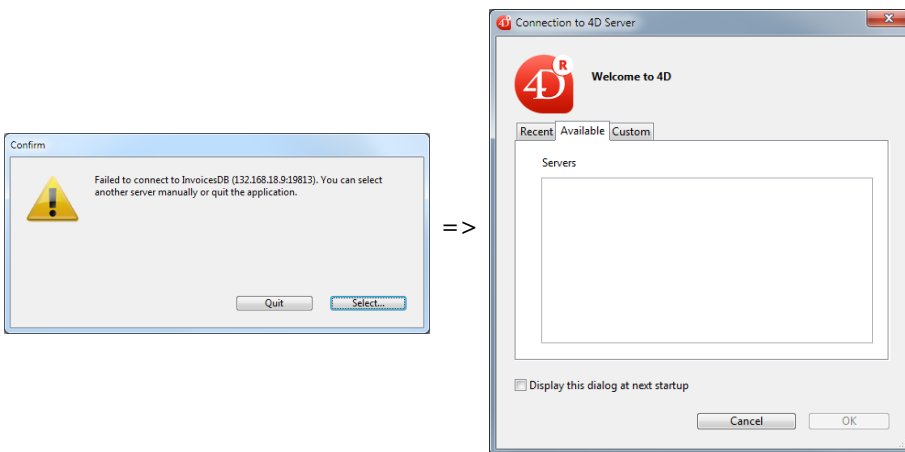 Confirm
Failed to connect to InvoicesDB (132.168.18.9:19813). You can select
another server manually or quit the application.
Quit
Select...
=>
Connection to 4D Server
4D
R
Welcome to 4D
Recent
Available
Custom
Servers
Display this dialog at next startup
Cancel
OK